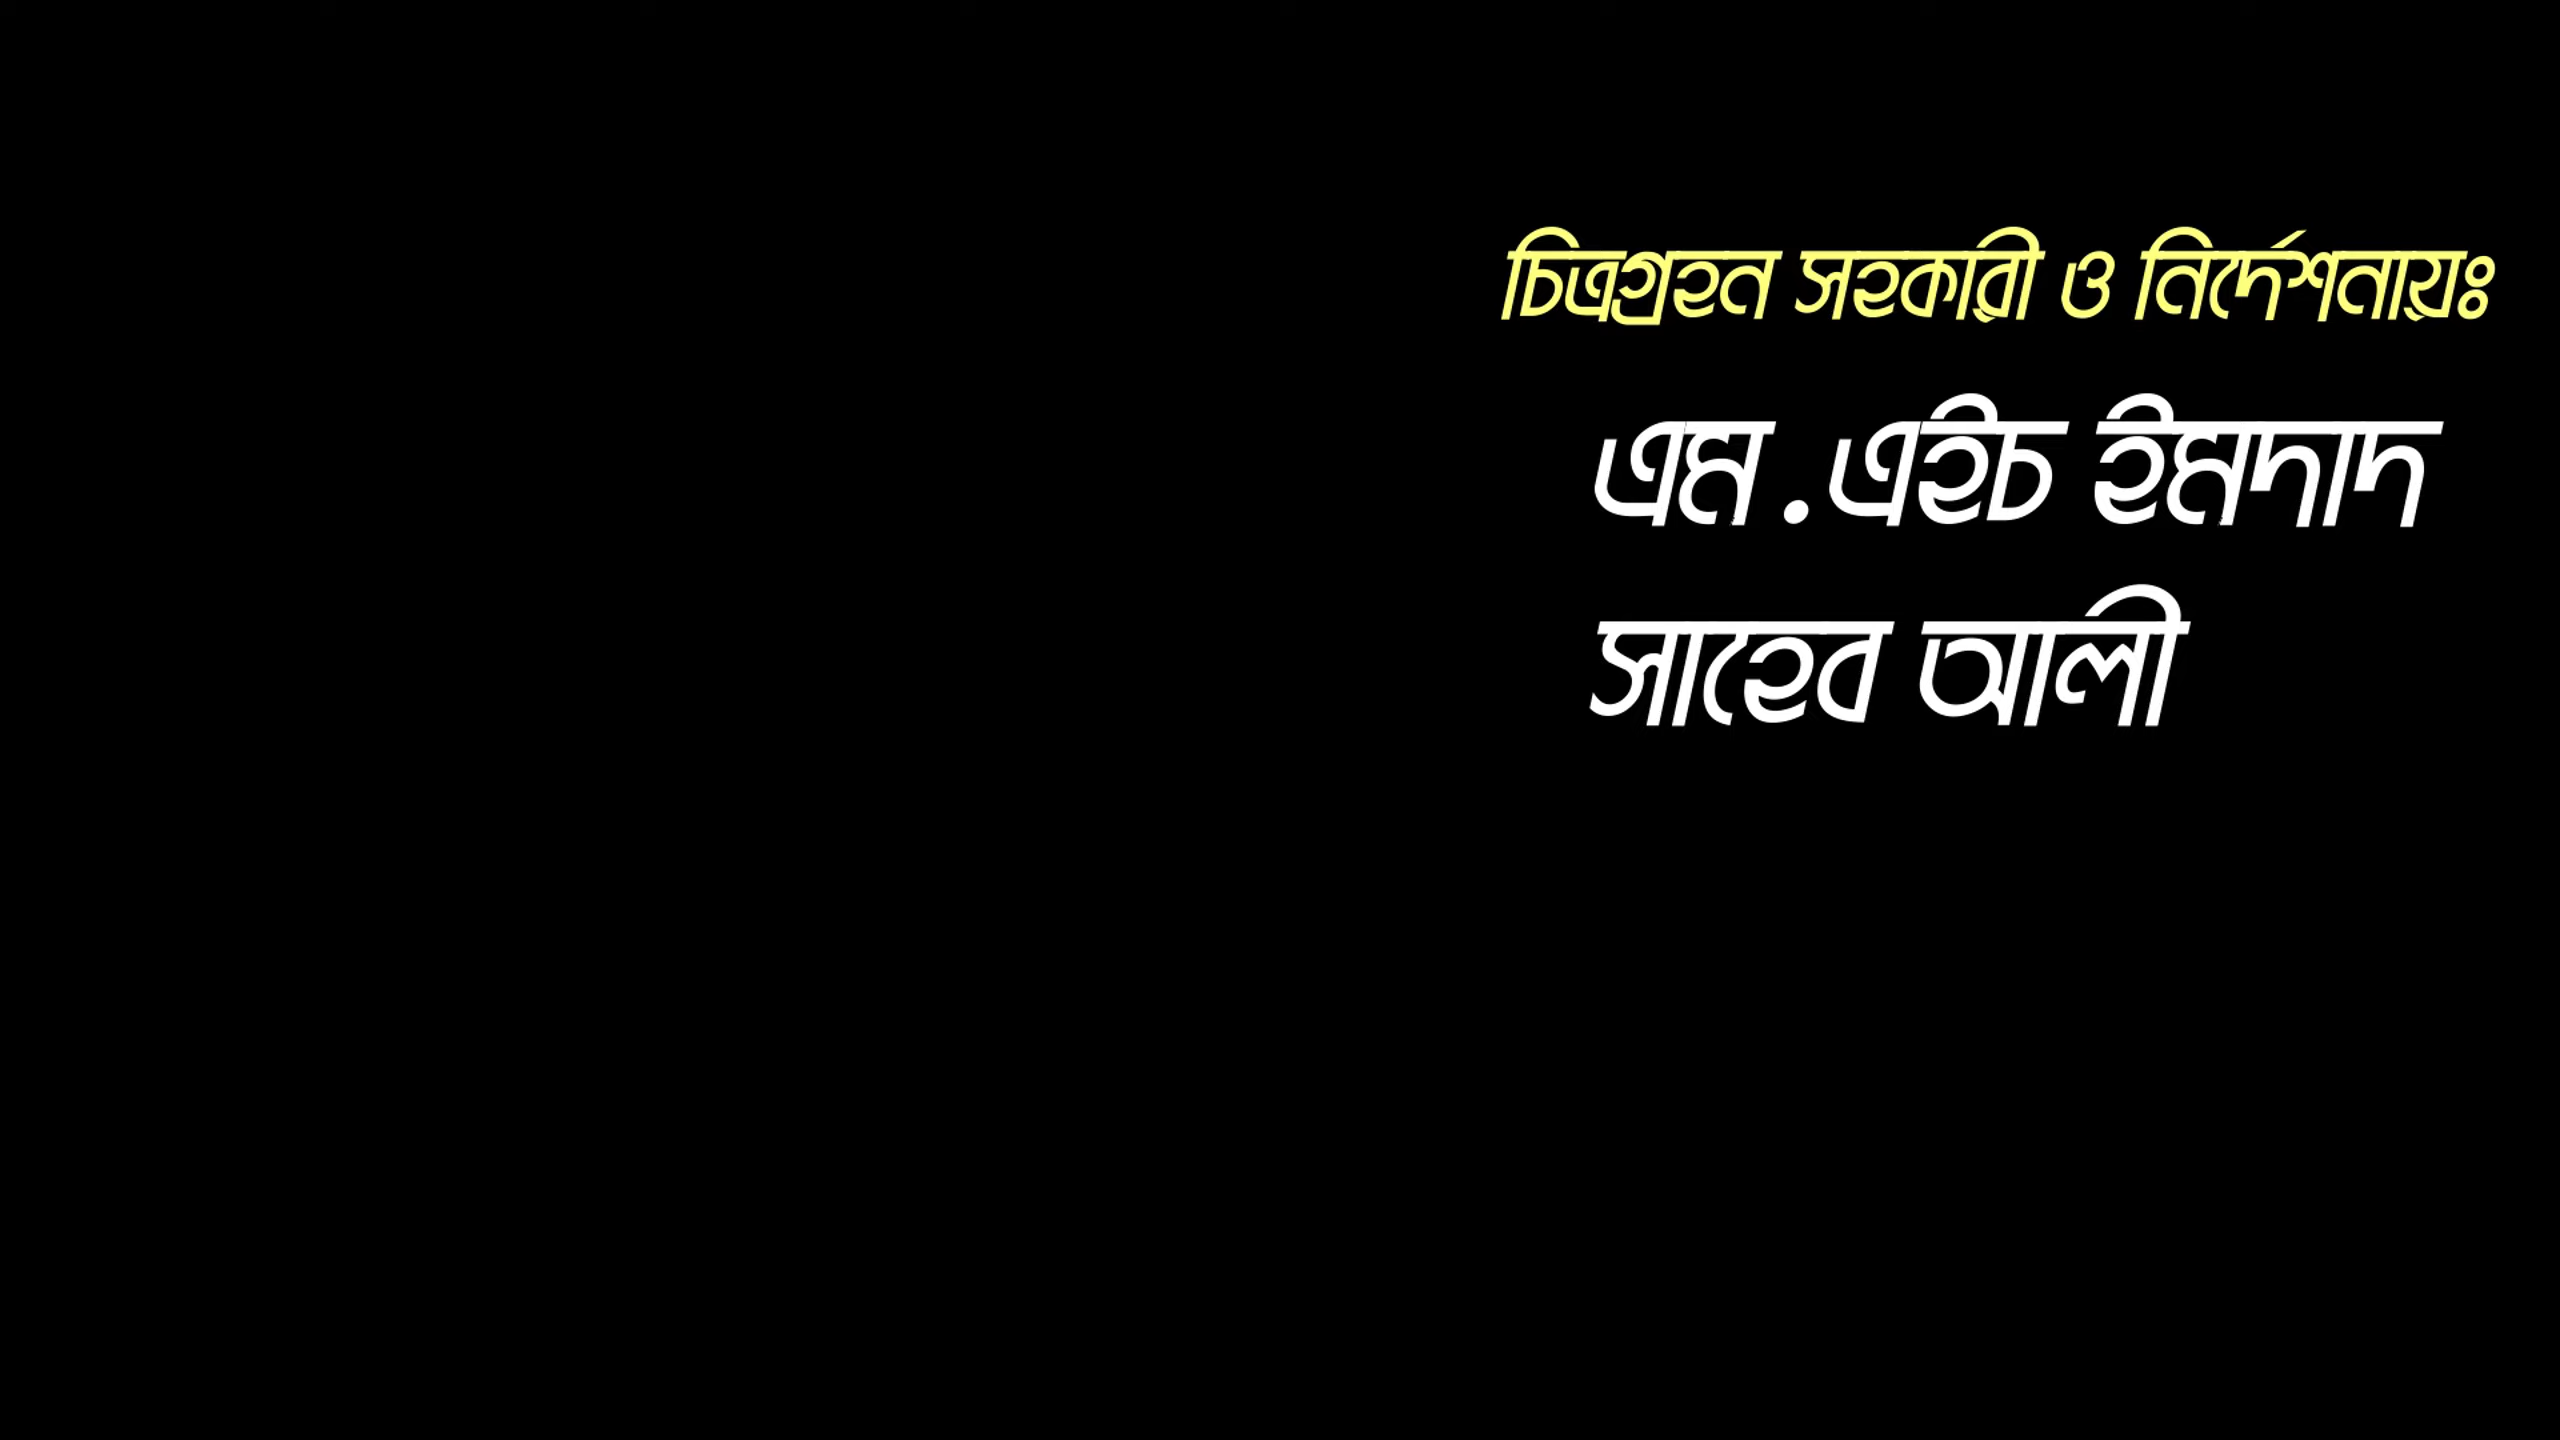 চিত্রগ্রহন সহকারী ও নির্দেশনায়ঃ
এম.এইচ ইমদাদ
সাহেব আলী